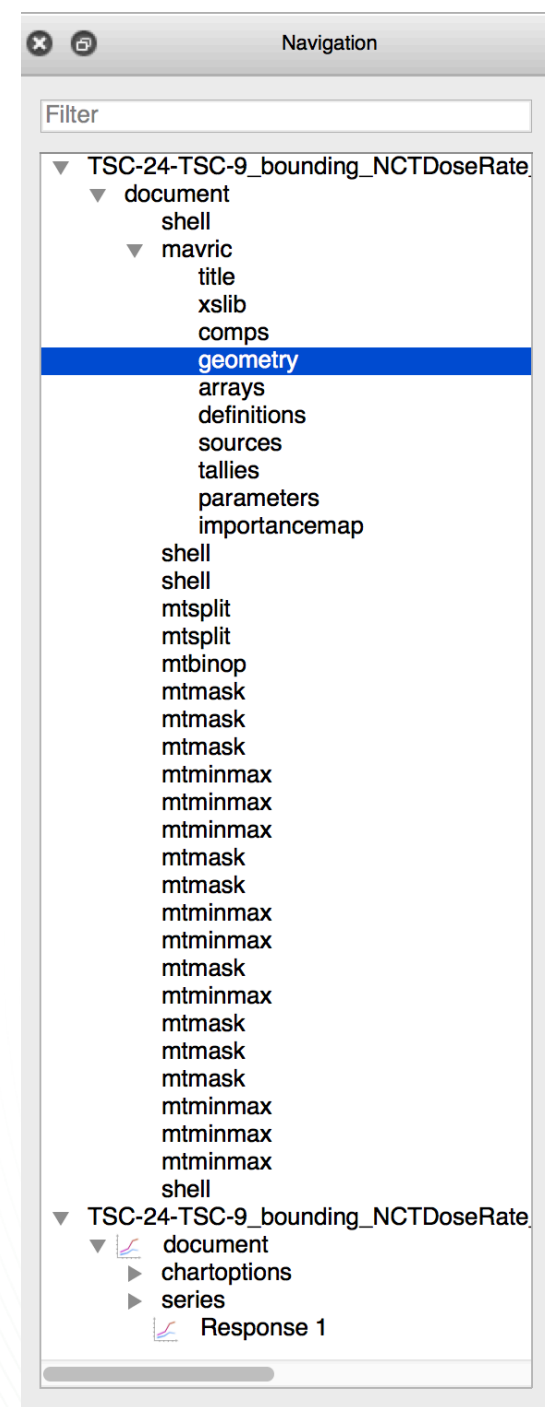 Navigation
Filter
TSC-24-TSC-9_bounding_NCTDoseRate_
document
shell
mavric
title
xslib
comps
geometry
arrays
definitions
sources
tallies
parameters
importancemap
shell
shell
mtsplit
mtsplit
mtbinop
mtmask
mtmask
mtmask
mtminmax
mtminmax
mtminmax
mtmask
mtmask
mtminmax
mtminmax
mtmask
mtminmax
mtmask
mtmask
mtmask
mtminmax
mtminmax
mtminmax
shell
TSC-24-TSC-9_bounding_NCTDoseRate_
document
chartoptions
series
Response 1